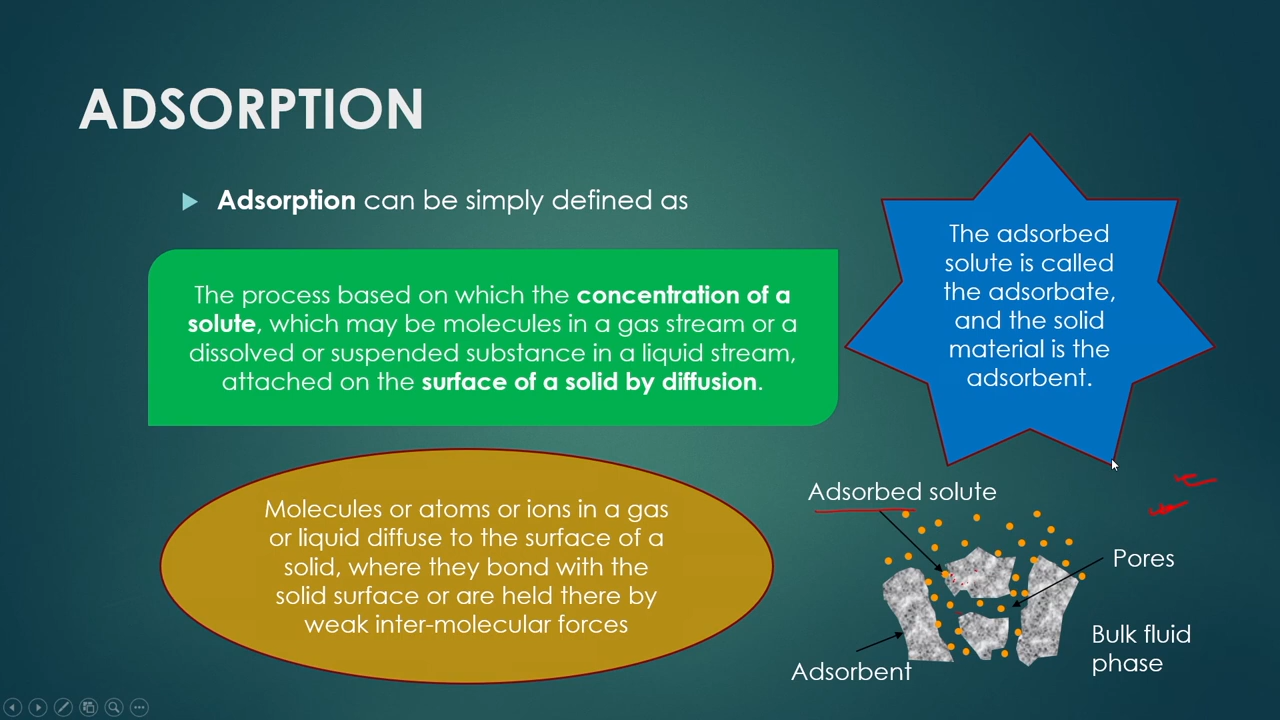 ADSORPTION
Adsorption can be simply defined as
The process based on which the concentration of a
solute, which may be molecules in a gas stream or a
dissolved or suspended substance in a liquid stream,
attached on the surface of a solid by diffusion.
The adsorbed
solute is called
the adsorbate,
and the solid
material is the
adsorbent.
Molecules or atoms or ions in a gas
or liquid diffuse to the surface of a
solid, where they bond with the
solid surface or are held there by
weak inter-molecular forces
Adsorbed solute
Pores
Bulk fluid
phase
Adsorbent